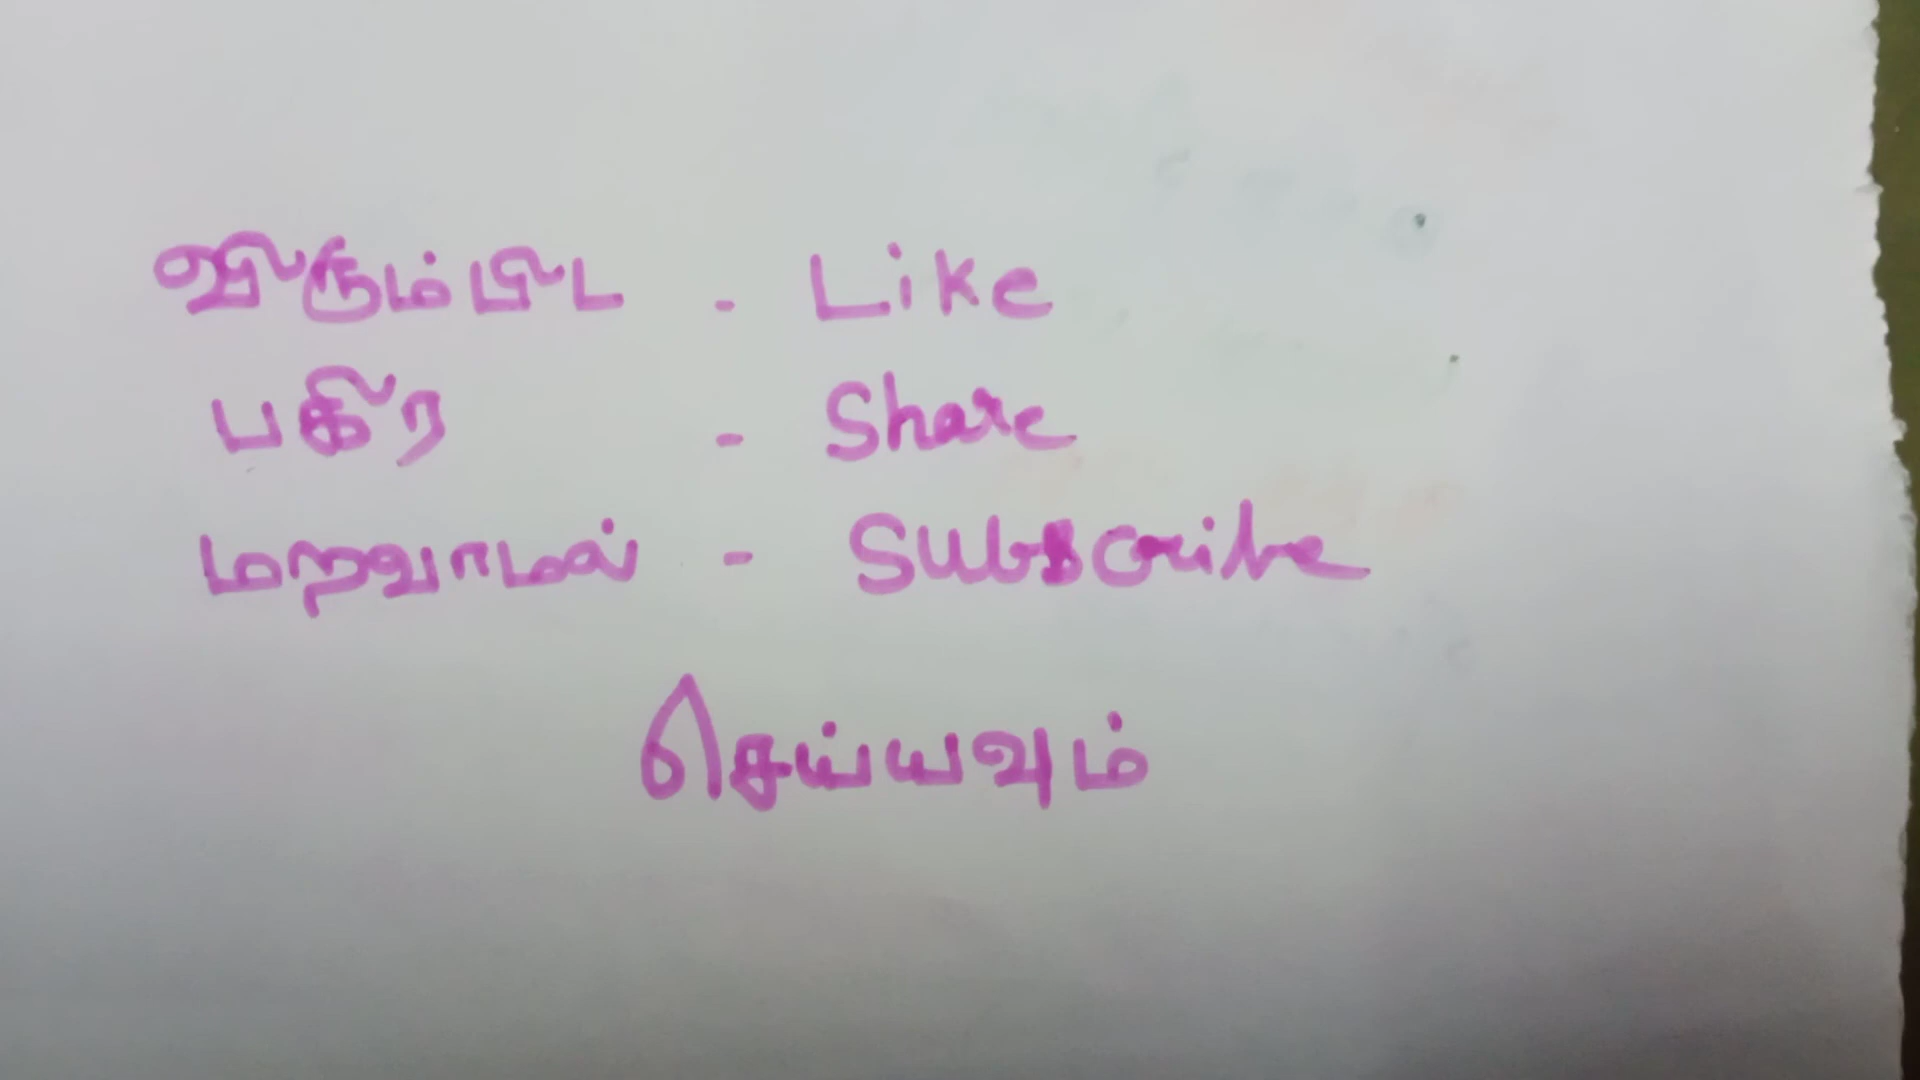 விரும்பிட - Like
பகிர - Share
மறவாமல் - Subscribe
செய்யவும்